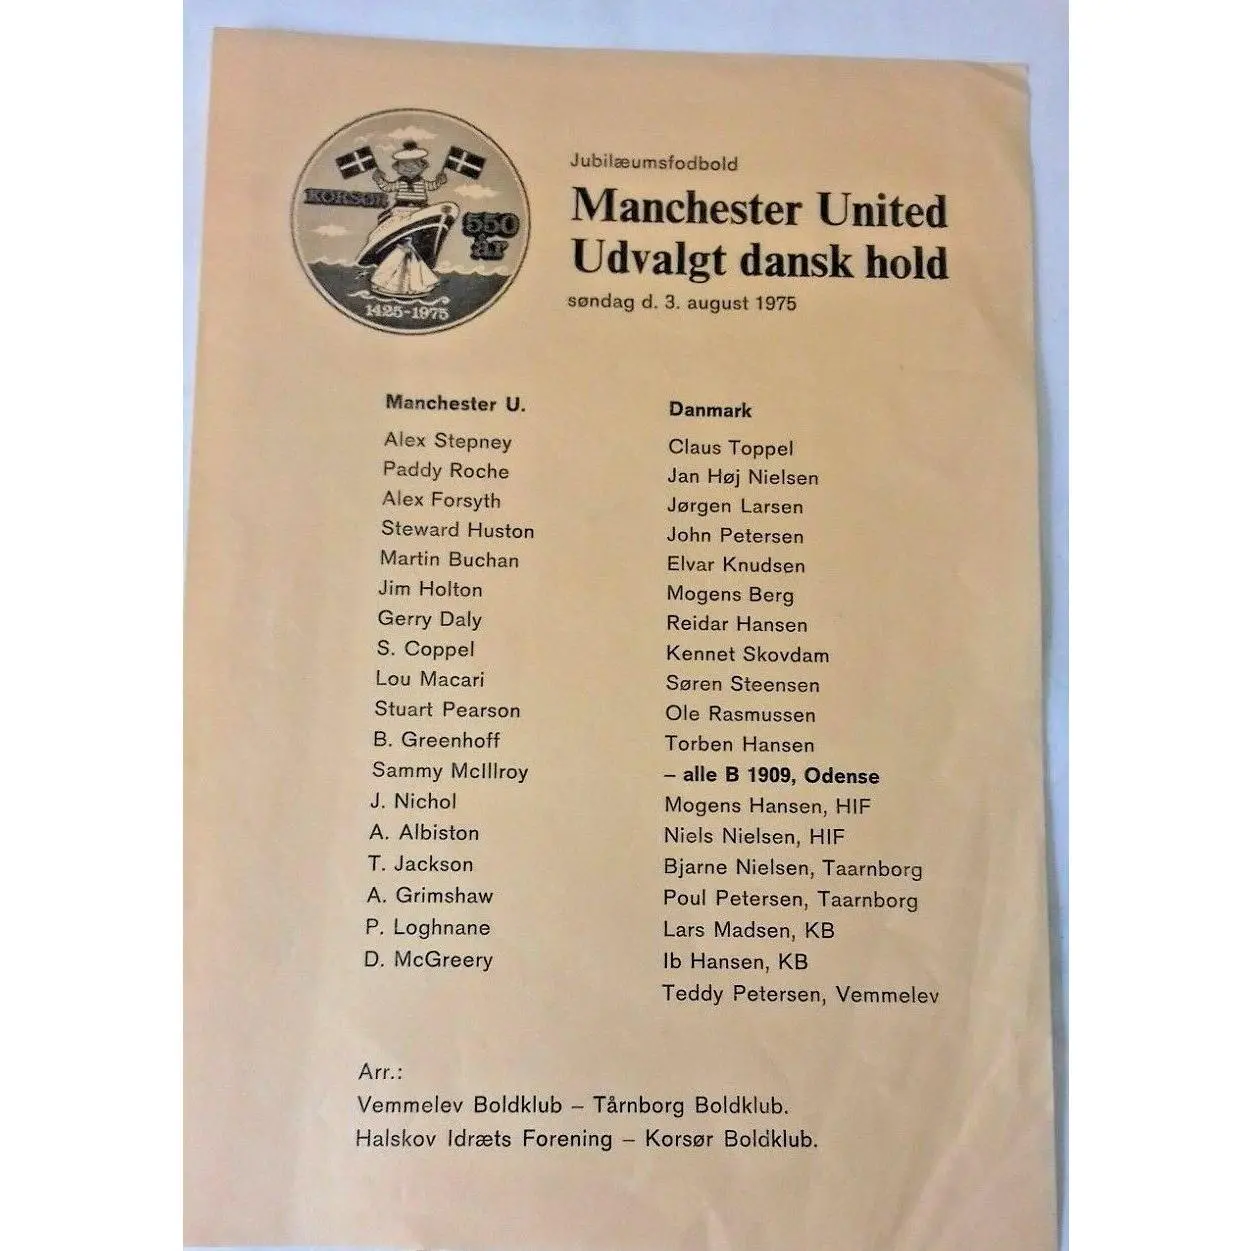 KORSØR
550
år
1425-1975
Jubilæumsfodbold
Manchester United
Udvalgt dansk hold
søndag d. 3. august 1975
Manchester U.
Alex Stepney
Paddy Roche
Alex Forsyth
Steward Huston
Martin Buchan
Jim Holton
Gerry Daly
S. Coppel
Lou Macari
Stuart Pearson
B. Greenhoff
Sammy McIllroy
J. Nichol
A. Albiston
T. Jackson
A. Grimshaw
P. Loghnane
D. McGreery
Danmark
Claus Toppel
Jan Høj Nielsen
Jørgen Larsen
John Petersen
Elvar Knudsen
Mogens Berg
Reidar Hansen
Kennet Skovdam
Søren Steensen
Ole Rasmussen
Torben Hansen
– alle B 1909, Odense
Mogens Hansen, HIF
Niels Nielsen, HIF
Bjarne Nielsen, Taarnborg
Poul Petersen, Taarnborg
Lars Madsen, KB
Ib Hansen, KB
Teddy Petersen, Vemmelev
Arr.:
Vemmelev Boldklub – Tårnborg Boldklub.
Halskov Idræts Forening – Korsør Boldklub.